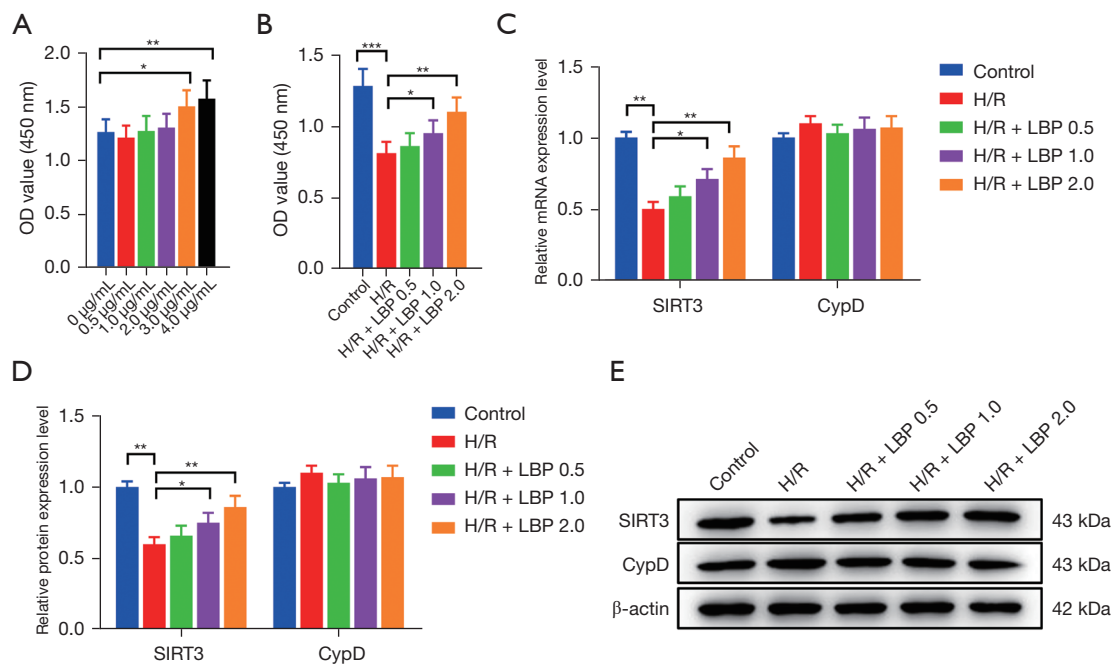 A
OD value (450 nm)
2.0
1.5
1.0
0.5
0.0
**
*
0 μg/mL
0.5 μg/mL
1.0 μg/mL
2.0 μg/mL
3.0 μg/mL
4.0 μg/mL
B
OD value (450 nm)
1.5
1.0
0.5
0.0
***
**
*
Control
H/R
H/R + LBP 0.5
H/R + LBP 1.0
H/R + LBP 2.0
C
Relative mRNA expression level
1.5
1.0
0.5
0.0
**
**
*
SIRT3
CypD
Control
H/R
H/R + LBP 0.5
H/R + LBP 1.0
H/R + LBP 2.0
D
Relative protein expression level
1.5
1.0
0.5
0.0
**
**
*
SIRT3
CypD
Control
H/R
H/R + LBP 0.5
H/R + LBP 1.0
H/R + LBP 2.0
E
Control
H/R
H/R + LBP 0.5
H/R + LBP 1.0
H/R + LBP 2.0
SIRT3 43 kDa
CypD 43 kDa
β-actin 42 kDa